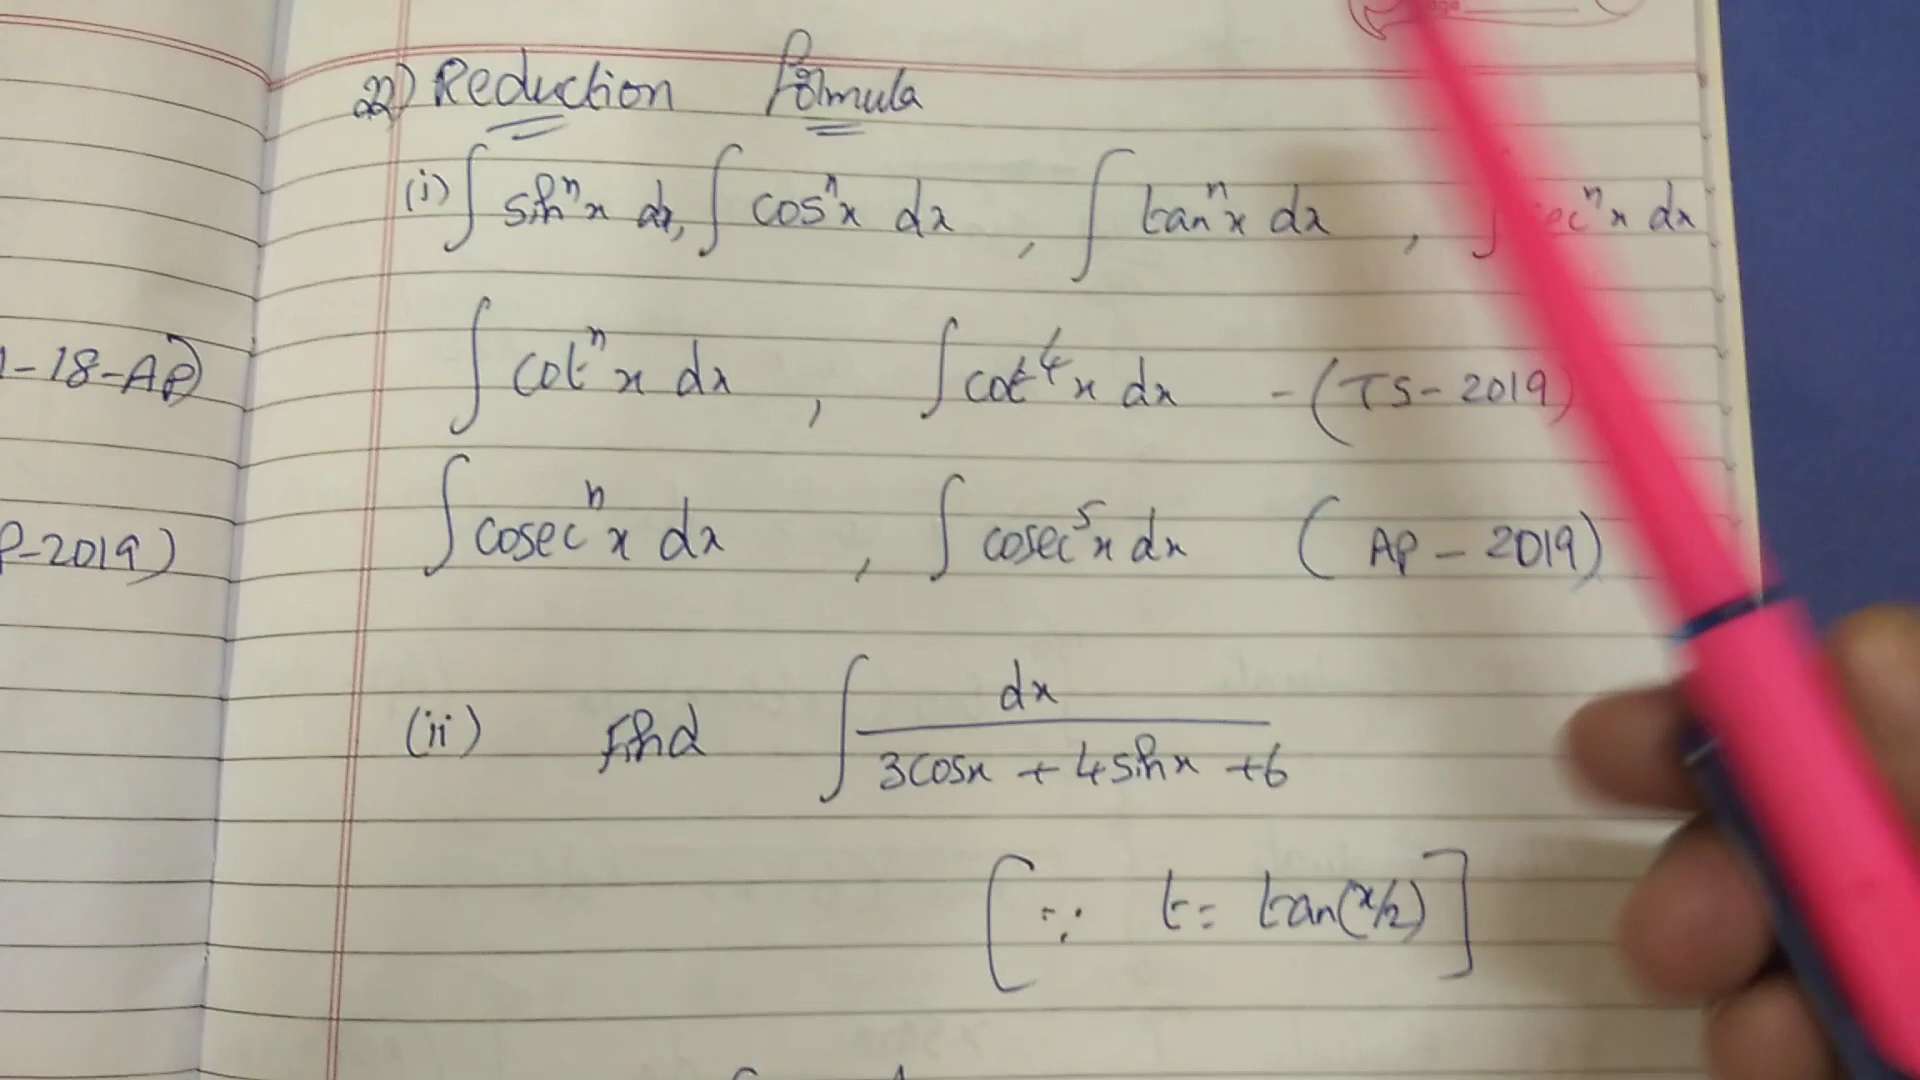 22) Reduction Formula
(i) ∫ sinⁿx dx, ∫ cosⁿx dx , ∫ tanⁿx dx , ∫ secⁿx dx
1-18-AP)
∫ cotⁿx dx , ∫ cot⁴x dx - (TS-2019)
P-2019)
∫ cosecⁿx dx , ∫ cosec⁵x dx ( AP - 2019)
(ii) Find ∫ dx
3cosx + 4sinx + 6
[∵ t = tan(x/2)]